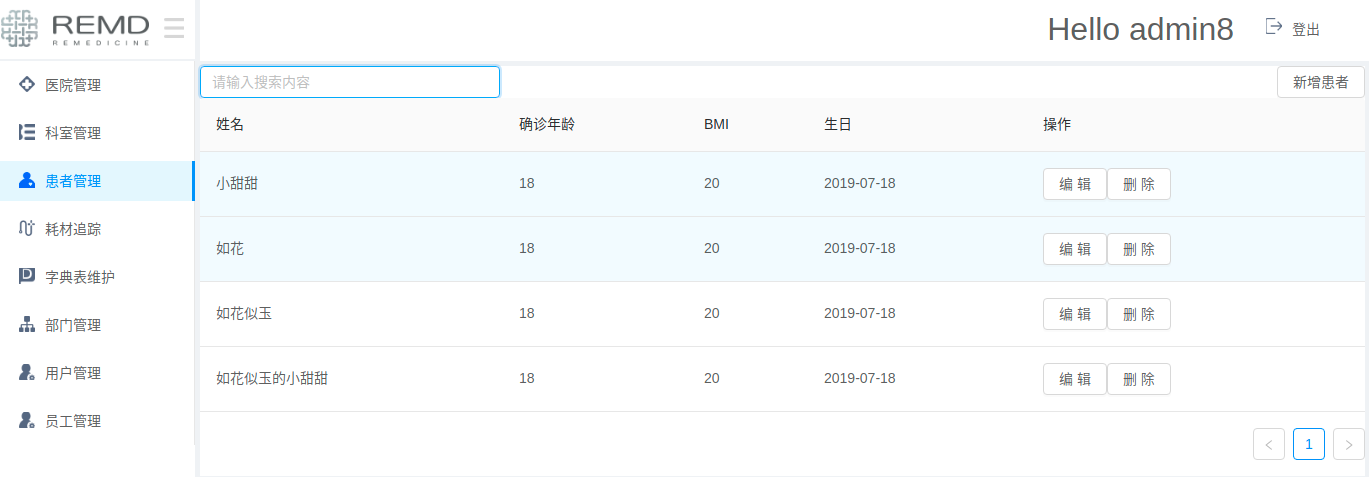 REMD
REMEDICINE
Hello admin8
登出
医院管理
科室管理
患者管理
耗材追踪
字典表维护
部门管理
用户管理
员工管理
请输入搜索内容
新增患者
姓名 确诊年龄 BMI 生日 操作
小甜甜 18 20 2019-07-18 编 辑 删 除
如花 18 20 2019-07-18 编 辑 删 除
如花似玉 18 20 2019-07-18 编 辑 删 除
如花似玉的小甜甜 18 20 2019-07-18 编 辑 删 除
< 1 >